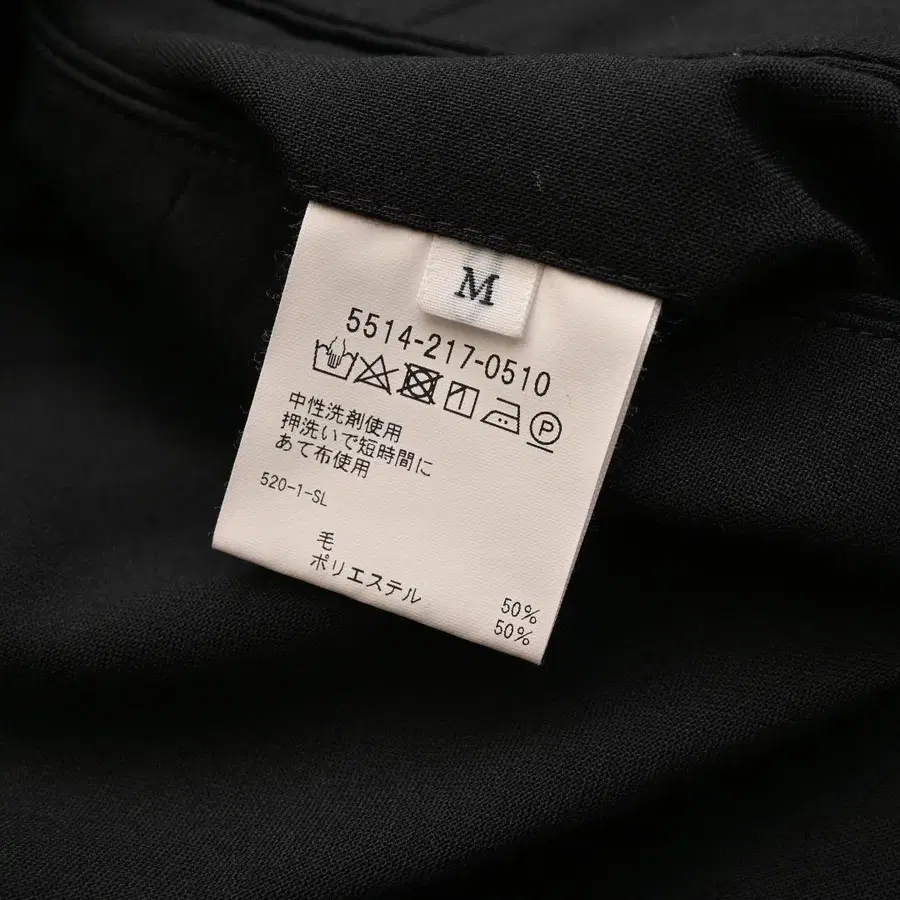 M
5514-217-0510
P
中性洗剤使用
押洗いで短時間に
あて布使用
520-1-SL
毛 50%
ポリエステル 50%